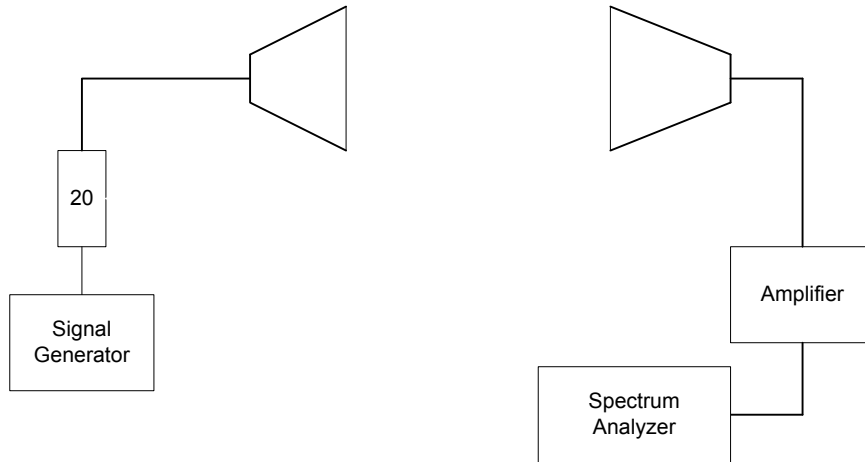 20
Signal
Generator
Amplifier
Spectrum
Analyzer